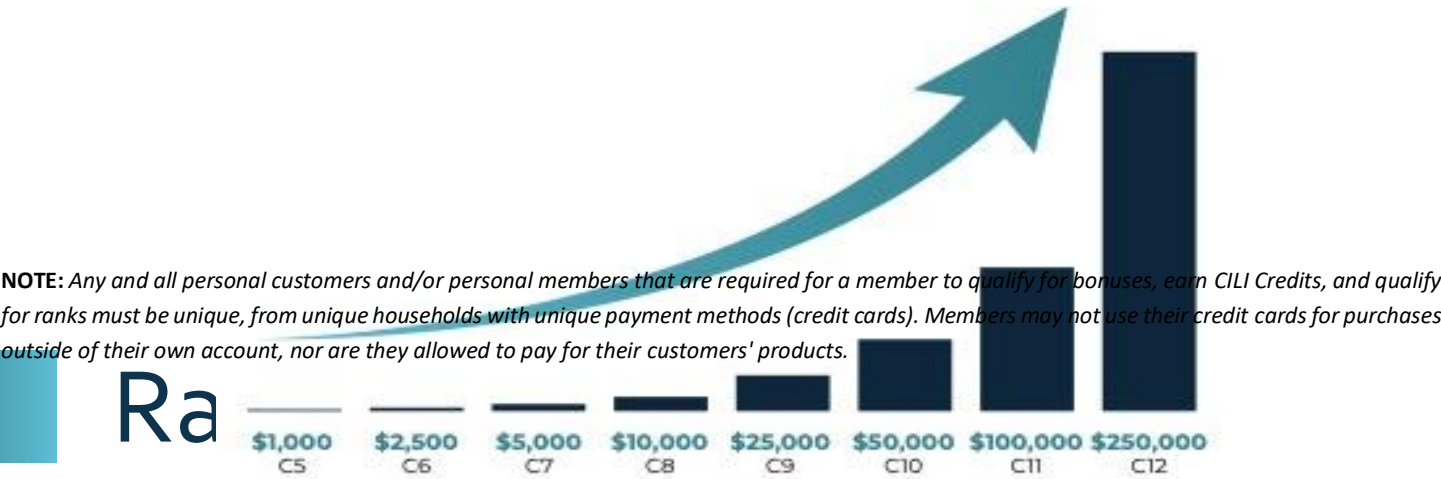 NOTE: Any and all personal customers and/or personal members that are required for a member to qualify for bonuses, earn CILI Credits, and qualify
for ranks must be unique, from unique households with unique payment methods (credit cards). Members may not use their credit cards for purchases
outside of their own account, nor are they allowed to pay for their customers' products.
Ra
$1,000 $2,500 $5,000 $10,000 $25,000 $50,000 $100,000 $250,000
C5 C6 C7 C8 C9 C10 C11 C12